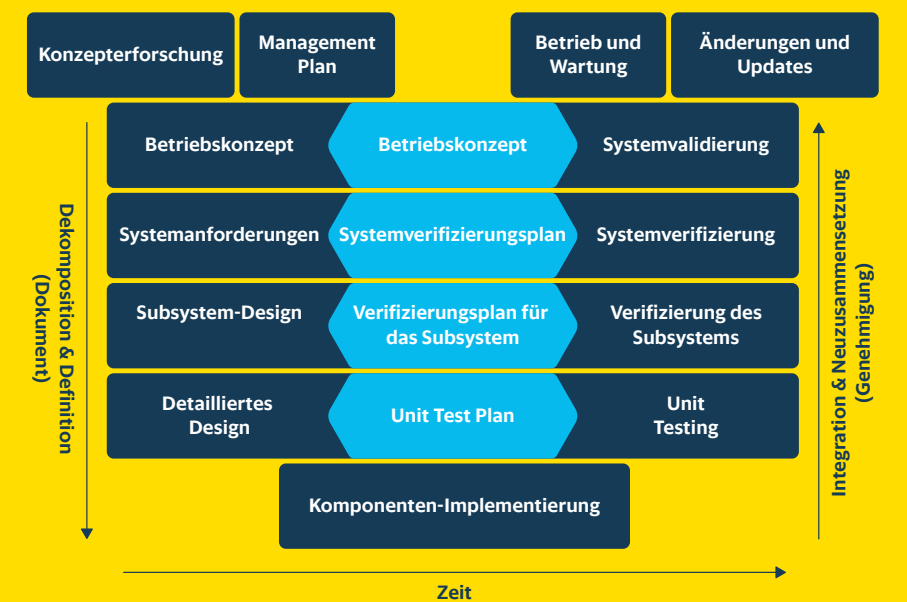 Konzepterforschung
Management
Plan
Betrieb und
Wartung
Änderungen und
Updates
Betriebskonzept
Betriebskonzept
Systemvalidierung
Systemanforderungen
Systemverifizierungsplan
Systemverifizierung
Subsystem-Design
Verifizierungsplan für
das Subsystem
Verifizierung des
Subsystems
Detailliertes
Design
Unit Test Plan
Unit
Testing
Komponenten-Implementierung
Dekomposition & Definition
(Dokument)
Integration & Neuzusammensetzung
(Genehmigung)
Zeit